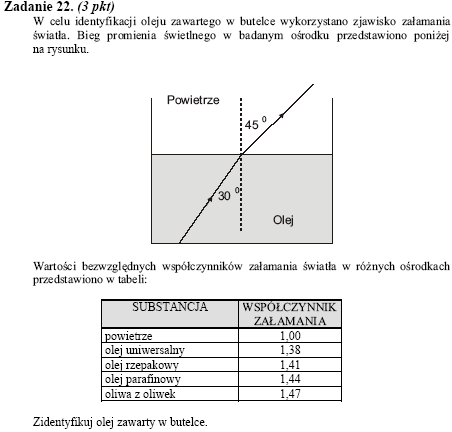 Zadanie 22. (3 pkt)
W celu identyfikacji oleju zawartego w butelce wykorzystano zjawisko załamania
światła. Bieg promienia świetlnego w badanym ośrodku przedstawiono poniżej
na rysunku.
Powietrze
45 0
30 0
Olej
Wartości bezwzględnych współczynników załamania światła w różnych ośrodkach
przedstawiono w tabeli:
SUBSTANCJA WSPÓŁCZYNNIK
ZAŁAMANIA
powietrze 1,00
olej uniwersalny 1,38
olej rzepakowy 1,41
olej parafinowy 1,44
oliwa z oliwek 1,47
Zidentyfikuj olej zawarty w butelce.